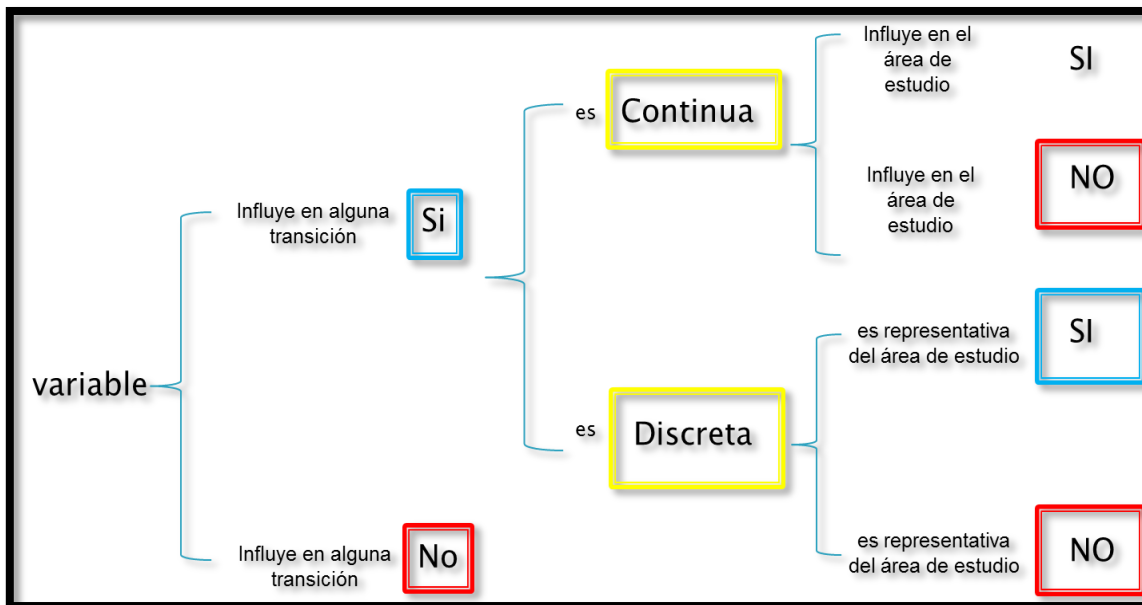 Influye en el
área de
estudio
SI
es Continua
Influye en el
área de
estudio
NO
Influye en alguna
transición
Si
es representativa
del área de estudio
SI
variable
es Discreta
Influye en alguna
transición
No
es representativa
del área de estudio
NO